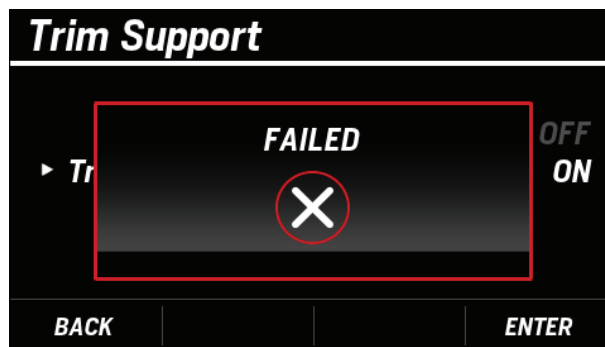 Trim Support
FAILED
OFF
Tr
ON
BACK
ENTER